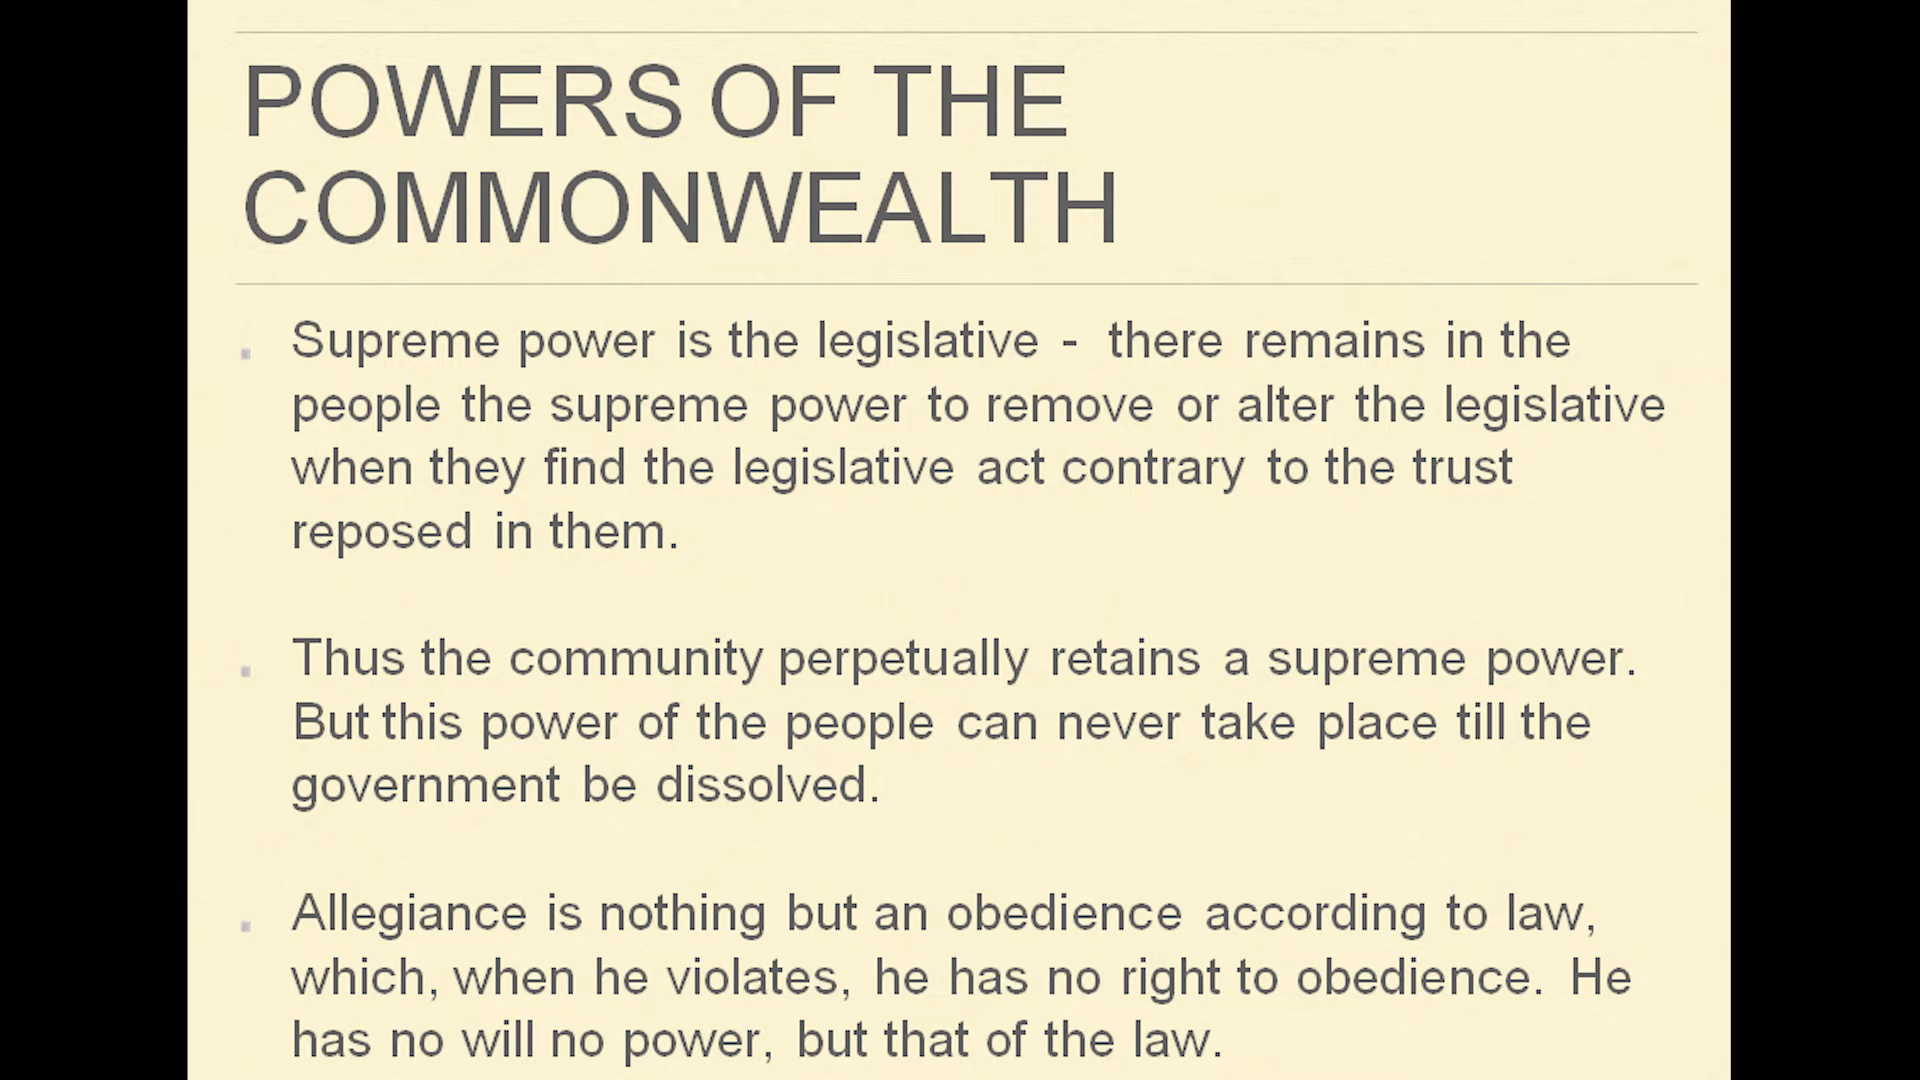 POWERS OF THE
COMMONWEALTH
Supreme power is the legislative - there remains in the
people the supreme power to remove or alter the legislative
when they find the legislative act contrary to the trust
reposed in them.
Thus the community perpetually retains a supreme power.
But this power of the people can never take place till the
government be dissolved.
Allegiance is nothing but an obedience according to law,
which, when he violates, he has no right to obedience. He
has no will no power, but that of the law.